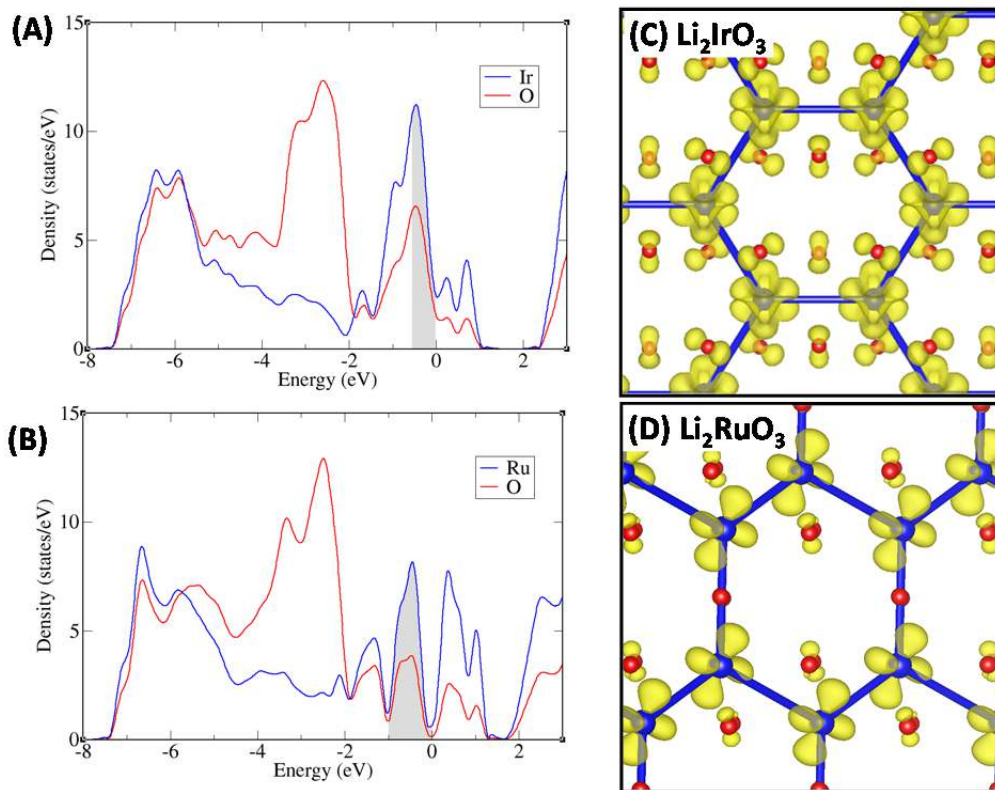 (A)
15
10
5
0
Density (states/eV)
-8
-6
-4
-2
0
2
Energy (eV)
Ir
O
(B)
15
10
5
0
Density (states/eV)
-8
-6
-4
-2
0
2
Energy (eV)
Ru
O
(C) Li₂IrO₃
(D) Li₂RuO₃